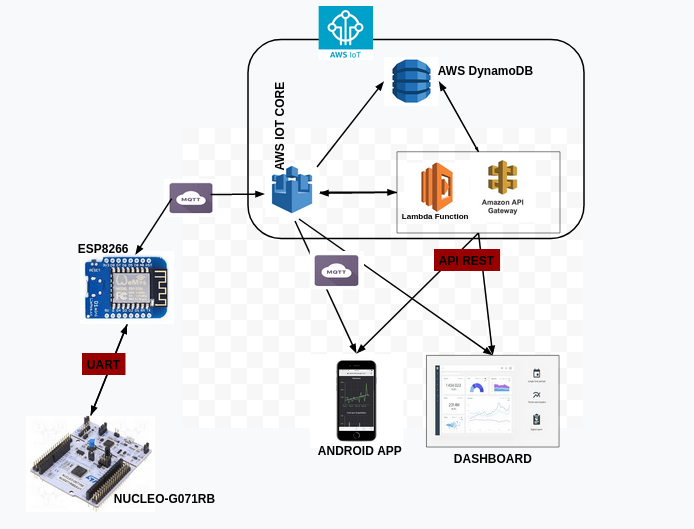 AWS IoT
AWS DynamoDB
AWS IOT CORE
Lambda Function
Amazon API
Gateway
MQTT
ESP8266
MQTT
API REST
UART
ANDROID APP
DASHBOARD
NUCLEO-G071RB